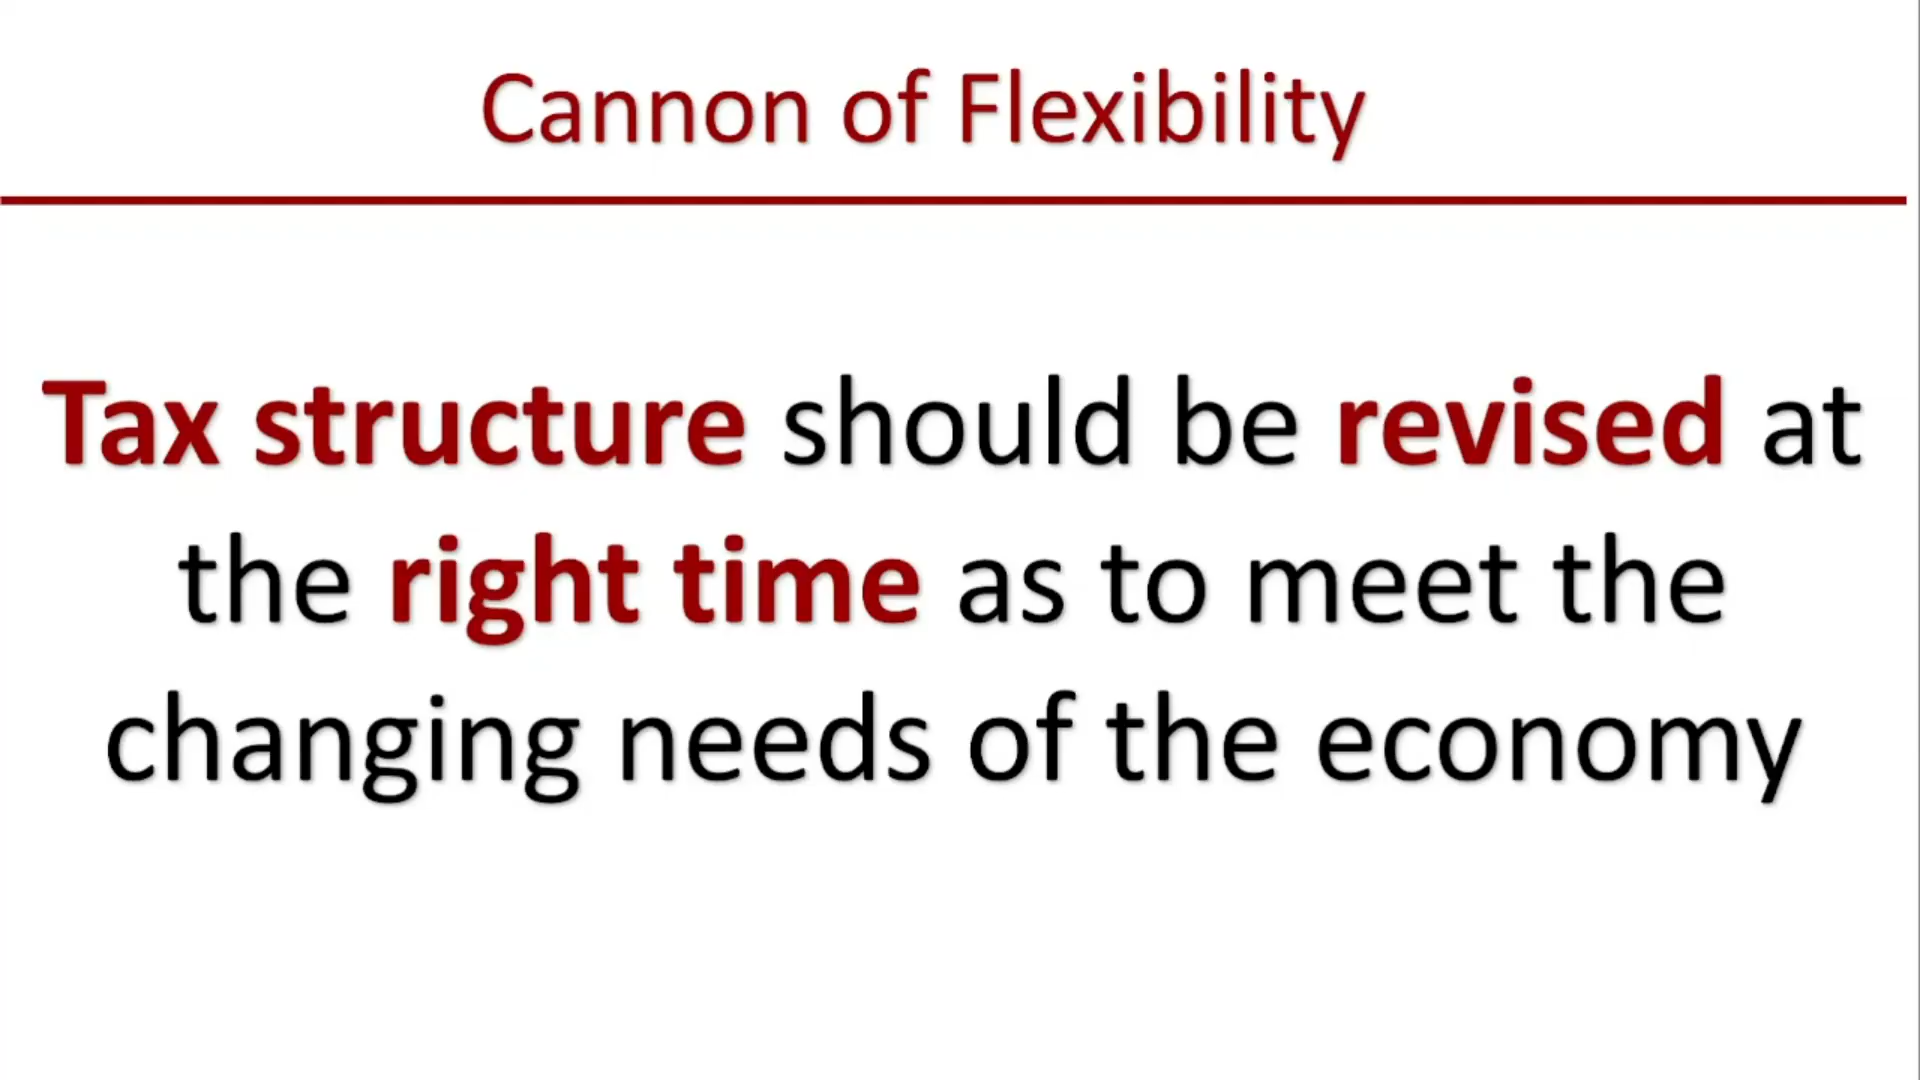 Cannon of Flexibility
Tax structure should be revised at
the right time as to meet the
changing needs of the economy